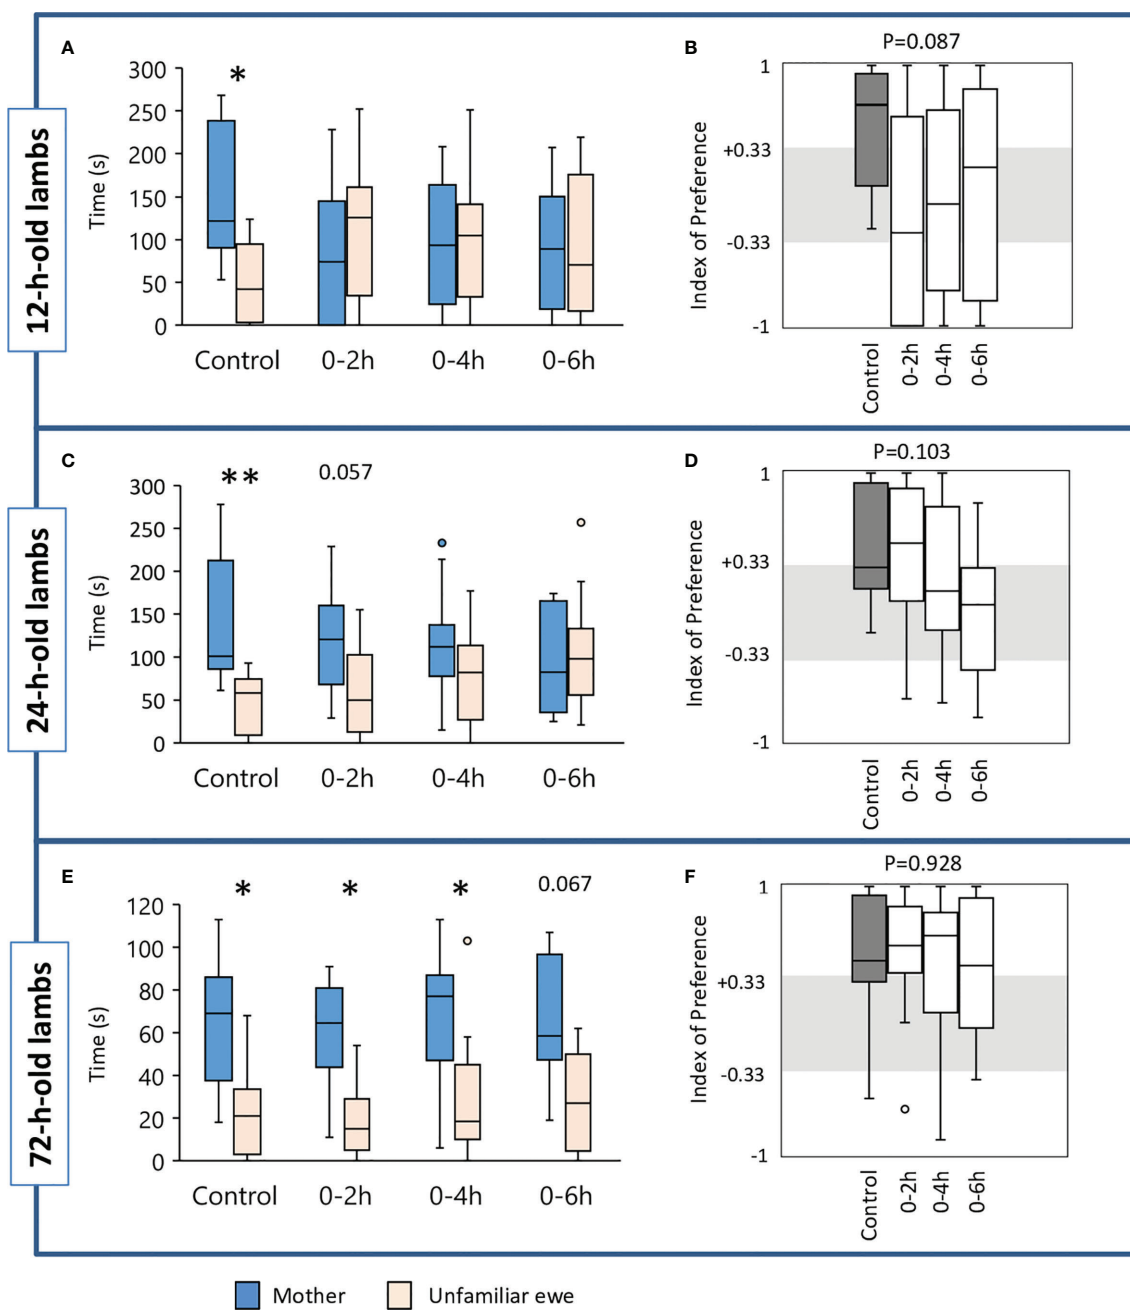 12-h-old lambs
A
*
Time (s)
300
250
200
150
100
50
0
Control
0-2h
0-4h
0-6h
B
P=0.087
Index of Preference
1
+0.33
-0.33
-1
Control
0-2h
0-4h
0-6h
24-h-old lambs
C
**
0.057
Time (s)
300
250
200
150
100
50
0
Control
0-2h
0-4h
0-6h
D
P=0.103
Index of Preference
1
+0.33
-0.33
-1
Control
0-2h
0-4h
0-6h
72-h-old lambs
E
*
*
*
0.067
Time (s)
120
100
80
60
40
20
0
Control
0-2h
0-4h
0-6h
F
P=0.928
Index of Preference
1
+0.33
-0.33
-1
Control
0-2h
0-4h
0-6h
Mother
Unfamiliar ewe